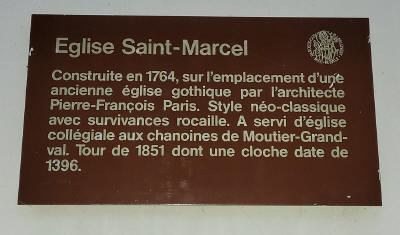 Eglise Saint-Marcel
Construite en 1764, sur l'emplacement d'une
ancienne église gothique par l'architecte
Pierre-François Paris. Style néo-classique
avec survivances rocaille. A servi d'église
collégiale aux chanoines de Moutier-Grand-
val. Tour de 1851 dont une cloche date de
1396.